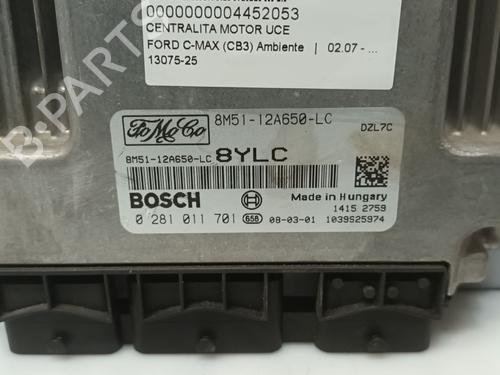 0000000004452053
CENTRALITA MOTOR UCE
FORD C-MAX (CB3) Ambiente | 02.07 - ...
13075-25
FoMoCo
8M51-12A650-LC
DZL7C
8M51-12A650-LC 8YLC
BOSCH
Made in Hungary
1415 2759
0 281 011 701 658 08-03-01 1039S25974
B-PARTS